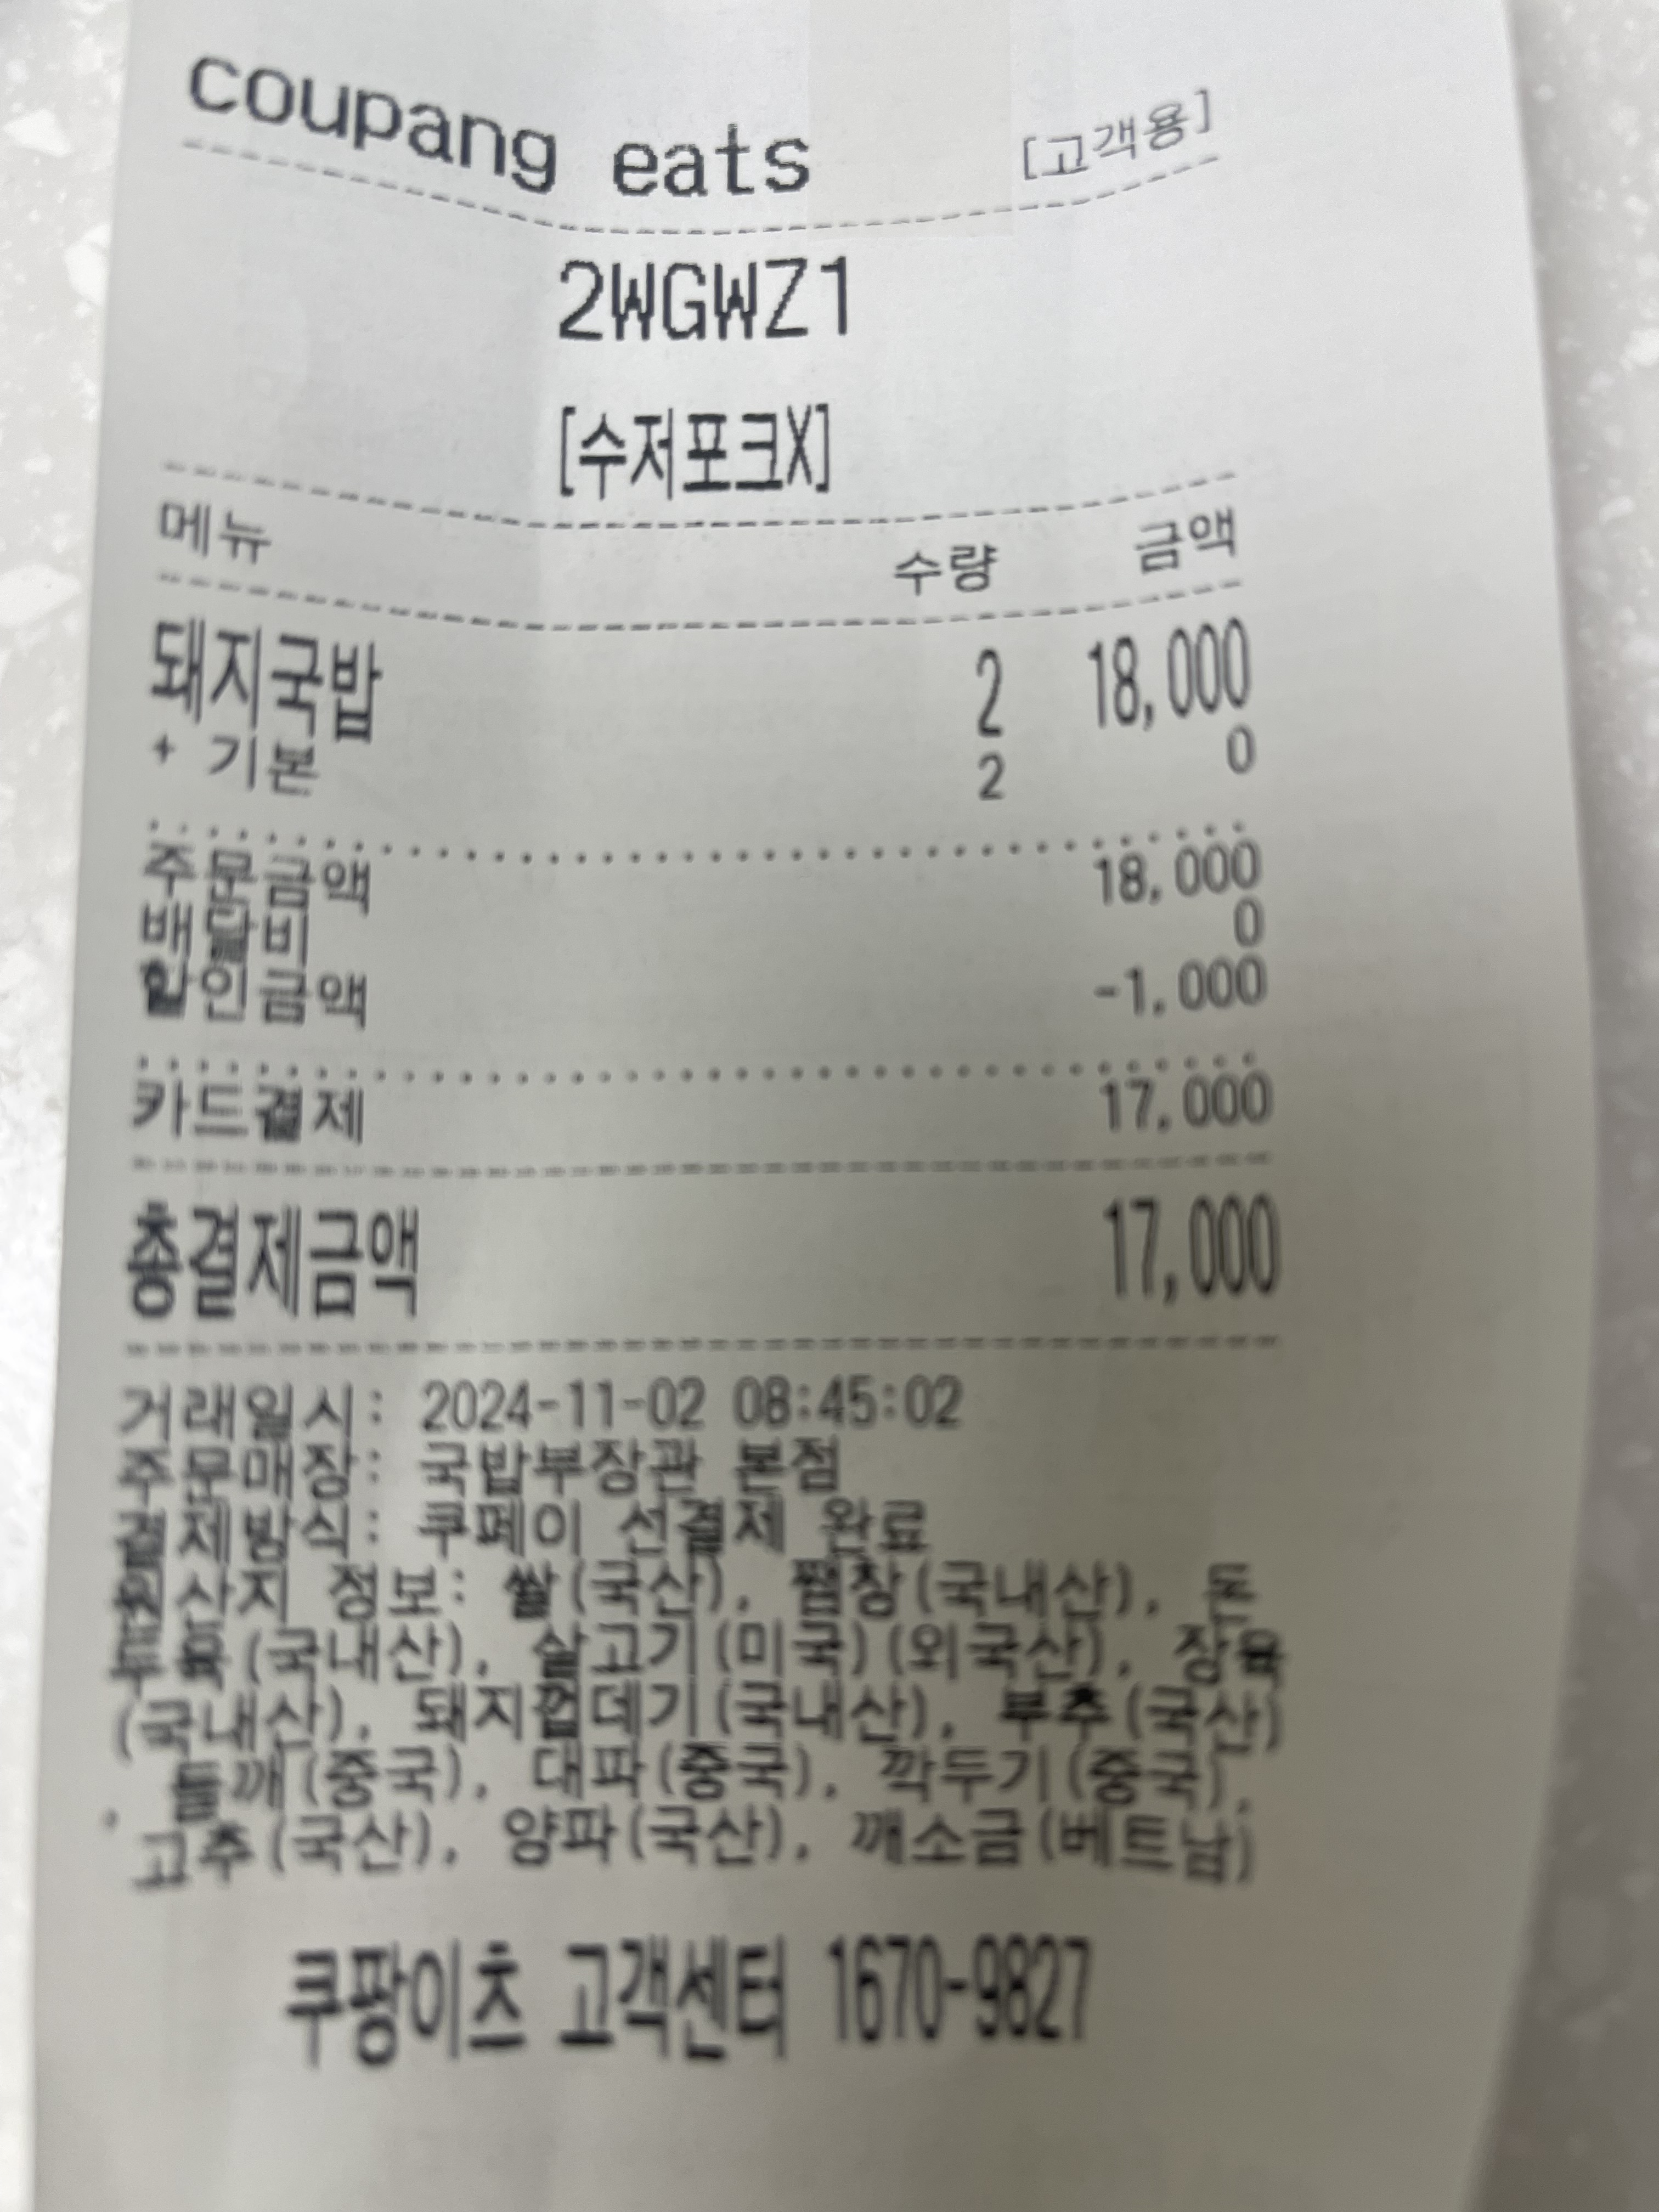 coupang eats [고객용]
2WGWZ1
[수저포크X]
메뉴 수량 금액
돼지국밥 2 18,000
+ 기본 2 0
주문금액 18,000
배달비 0
할인금액 -1,000
카드결제 17,000
총결제금액 17,000
거래일시: 2024-11-02 08:45:02
주문매장: 국밥부장관 본점
결제방식: 쿠페이 선결제 완료
원산지 정보: 쌀(국산), 쌈장(국내산), 돈
두육(국내산), 살고기(미국)(외국산), 장육
(국내산), 돼지껍데기(국내산), 부추(국산)
, 들깨(중국), 대파(중국), 깍두기(중국),
고추(국산), 양파(국산), 깨소금(베트남)
쿠팡이츠 고객센터 1670-9827